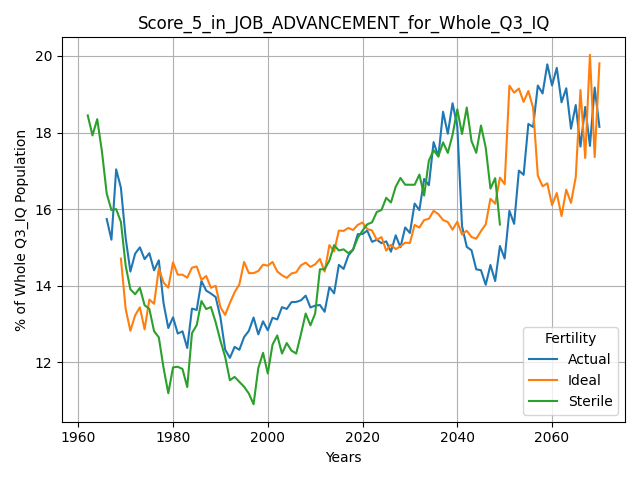 Score_5_in_JOB_ADVANCEMENT_for_Whole_Q3_IQ
% of Whole Q3_IQ Population
20
18
16
14
12
1960
1980
2000
2020
2040
2060
Years
Fertility
Actual
Ideal
Sterile